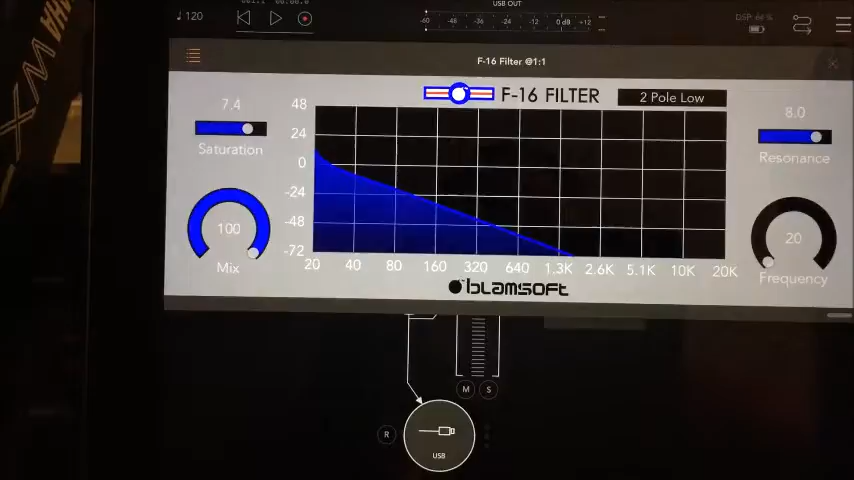 USB OUT
♩ 120
-60 -48 -36 -24 -12 0 dB +12
DSP
F-16 Filter @1:1
F-16 FILTER
2 Pole Low
7.4
Saturation
100
Mix
48
24
0
-24
-48
-72
20 40 80 160 320 640 1.3K 2.6K 5.1K 10K 20K
8.0
Resonance
20
Frequency
blamsoft
M S
R
USB